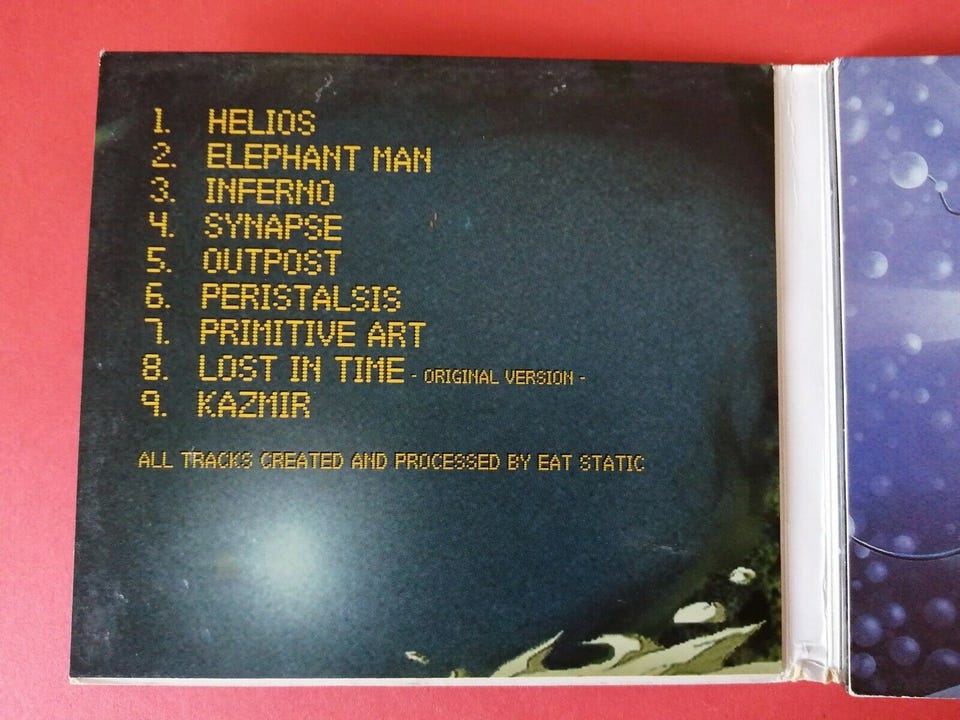 1. HELIOS
2. ELEPHANT MAN
3. INFERNO
4. SYNAPSE
5. OUTPOST
6. PERISTALSIS
7. PRIMITIVE ART
8. LOST IN TIME - ORIGINAL VERSION -
9. KAZMIR
ALL TRACKS CREATED AND PROCESSED BY EAT STATIC